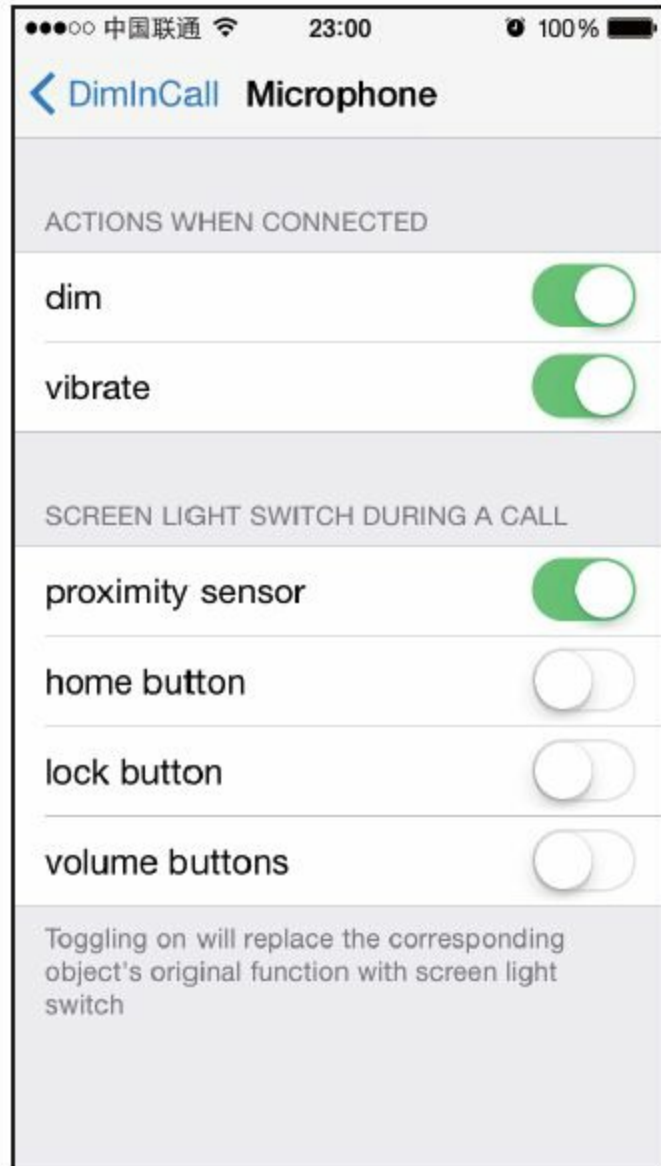 中国联通 23:00 100%
DimInCall Microphone
ACTIONS WHEN CONNECTED
dim
vibrate
SCREEN LIGHT SWITCH DURING A CALL
proximity sensor
home button
lock button
volume buttons
Toggling on will replace the corresponding
object's original function with screen light
switch